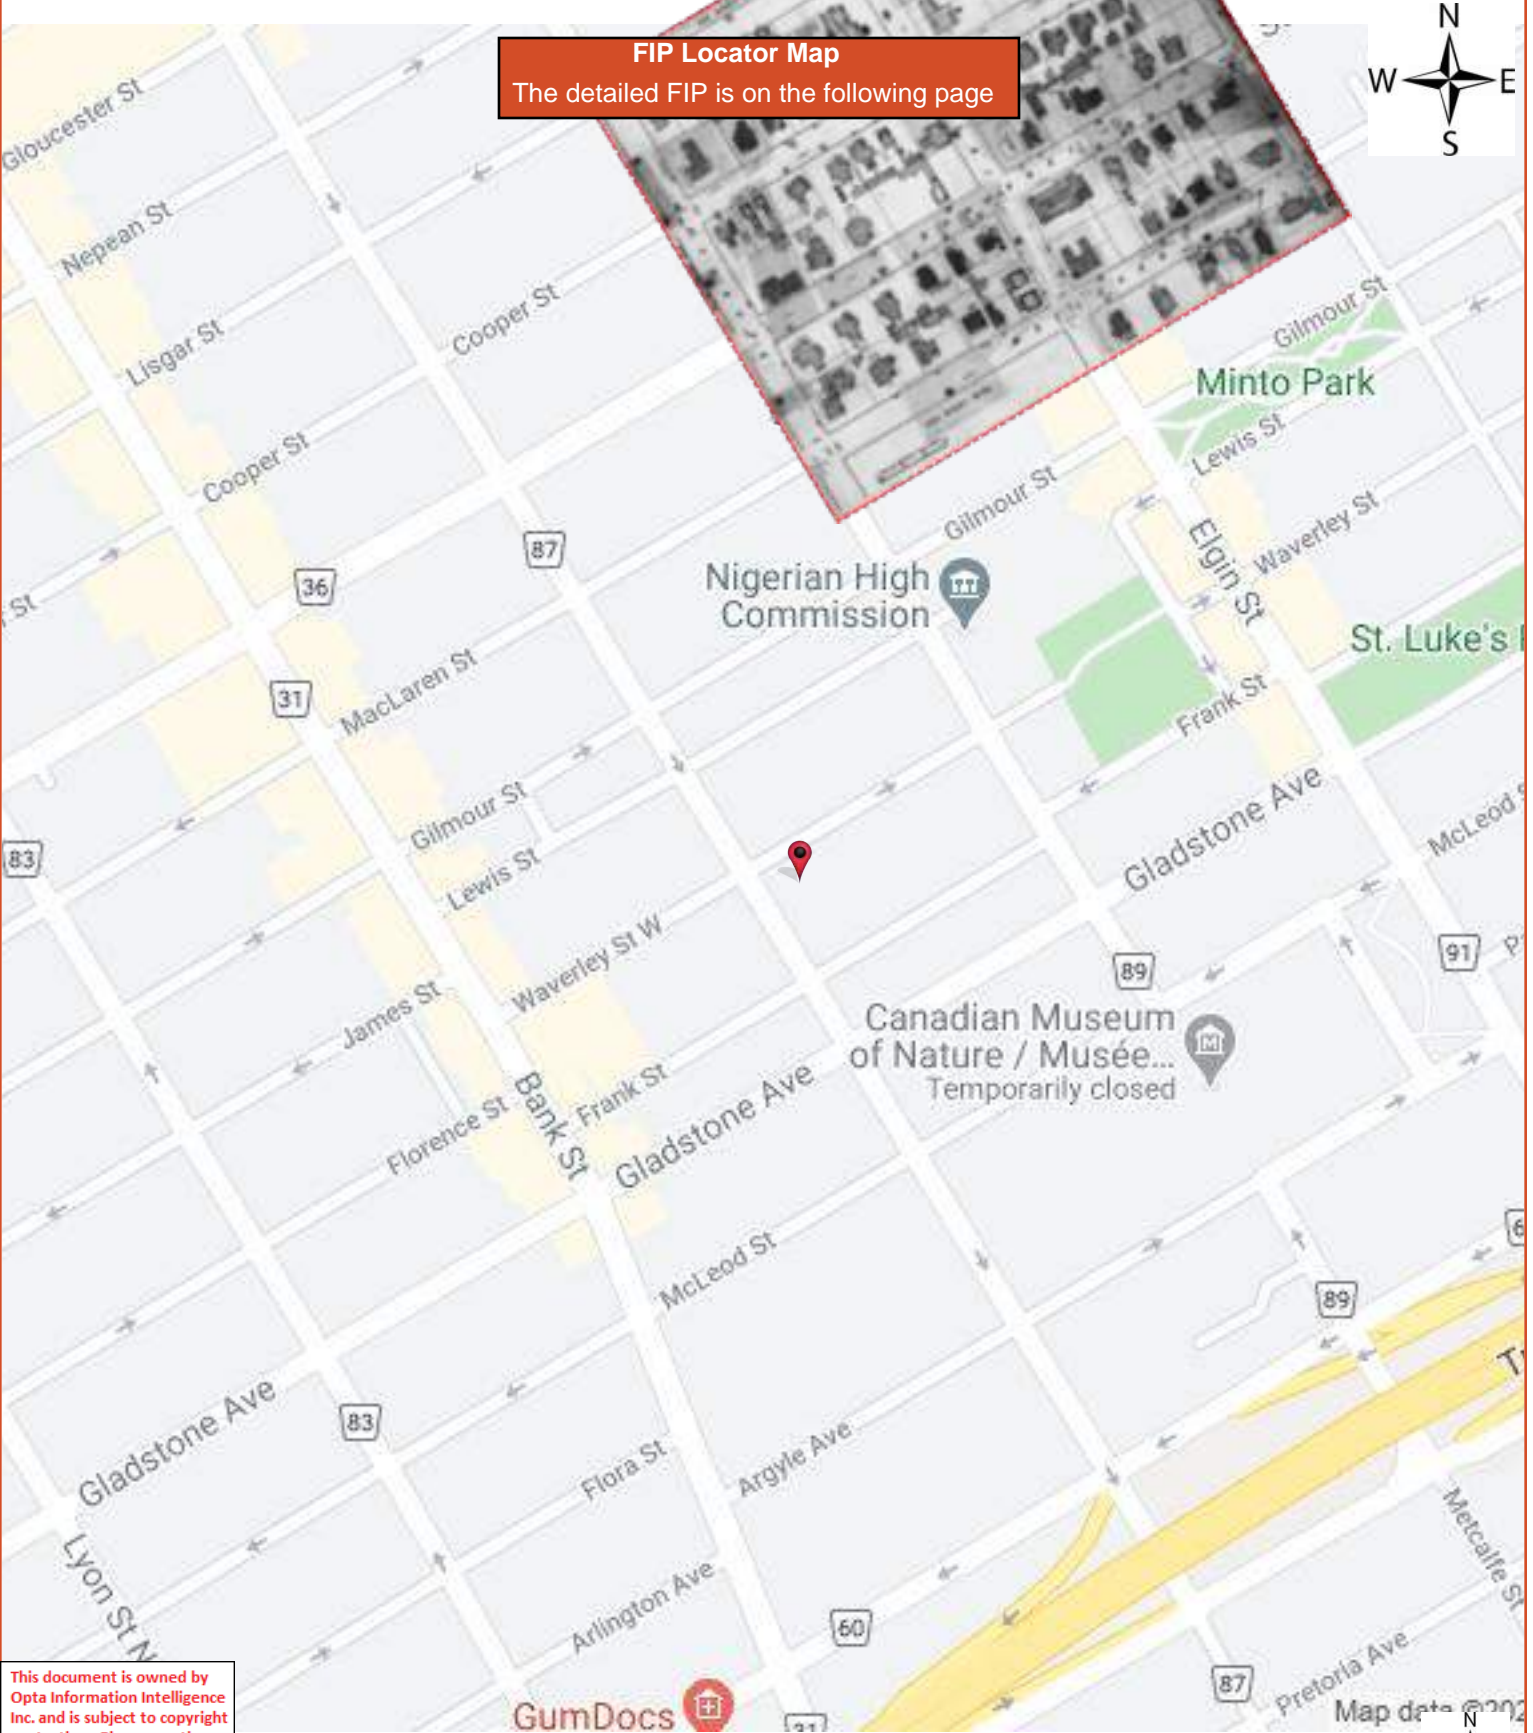 N
W E
S
FIP Locator Map
The detailed FIP is on the following page
Gloucester St
Nepean St
Lisgar St
Cooper St
Cooper St
Gilmour St
Minto Park
Lewis St
Gilmour St
Elgin St
Waverley St
87
36
St
Nigerian High
Commission
St. Luke's
31
MacLaren St
Frank St
Gilmour St
Gladstone Ave
McLeod
83
Lewis St
Waverley St W
89
91
James St
Canadian Museum
of Nature / Musée...
Temporarily closed
Bank St
Frank St
Florence St
Gladstone Ave
McLeod St
89
Gladstone Ave
83
Flora St
Argyle Ave
Lyon St N
Metcalfe St
Arlington Ave
60
87
Pretoria Ave
GumDocs
31
This document is owned by
Opta Information Intelligence
Inc. and is subject to copyright
Map data
N